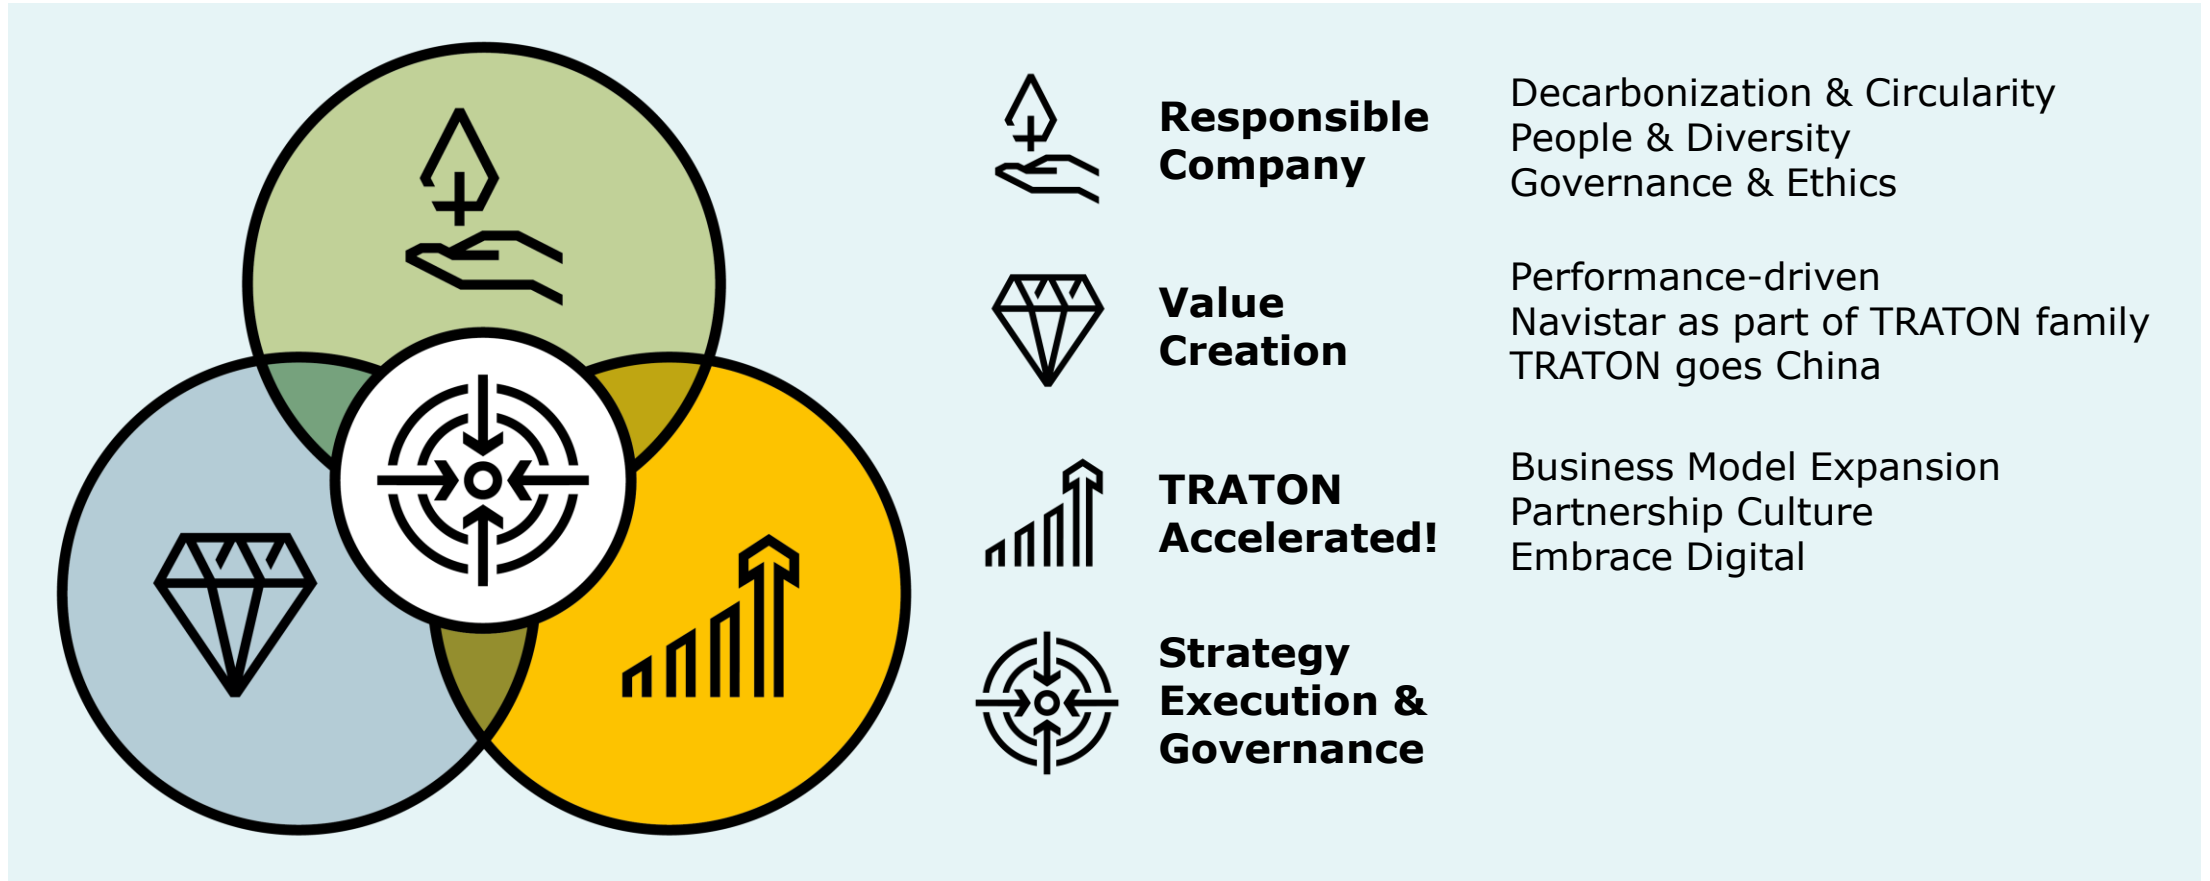 Responsible
Company
Decarbonization & Circularity
People & Diversity
Governance & Ethics
Value
Creation
Performance-driven
Navistar as part of TRATON family
TRATON goes China
TRATON
Accelerated!
Business Model Expansion
Partnership Culture
Embrace Digital
Strategy
Execution &
Governance